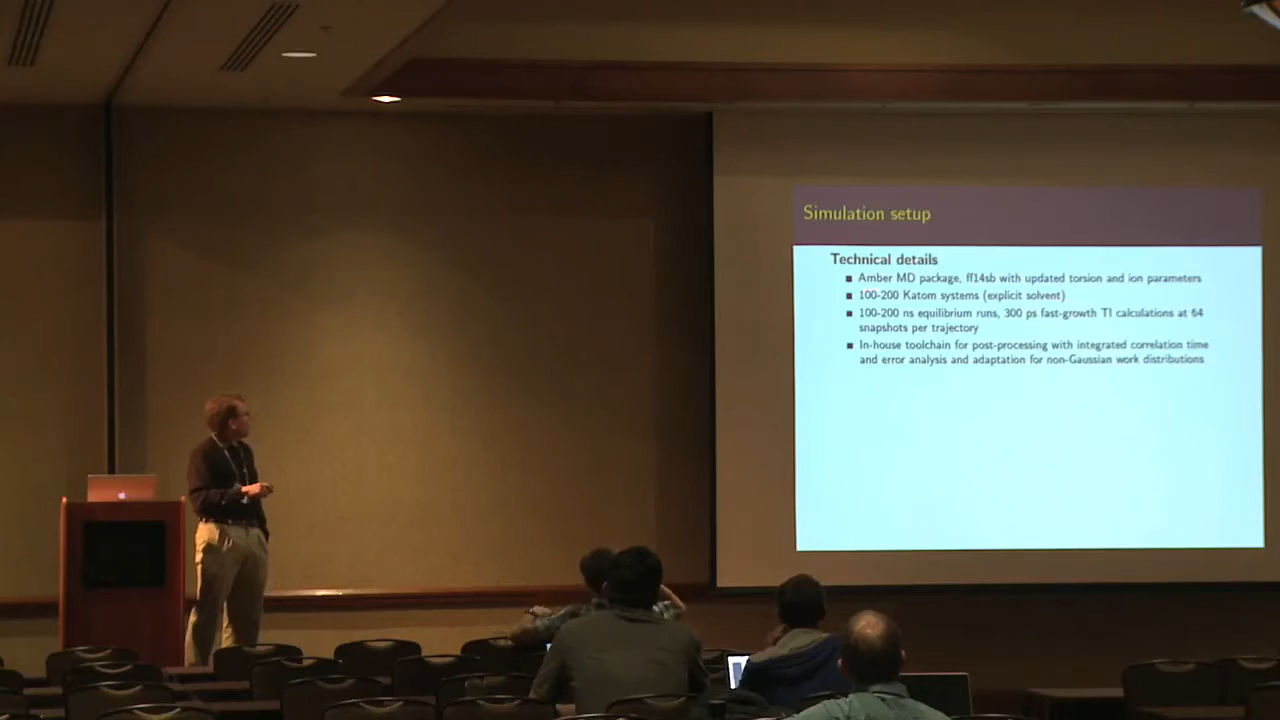 Simulation setup
Technical details
Amber MD package, ff14sb with updated torsion and ion parameters
100-200 Katom systems (explicit solvent)
100-200 ns equilibrium runs, 300 ps fast-growth TI calculations at 64
snapshots per trajectory
In-house toolchain for post-processing with integrated correlation time
and error analysis and adaptation for non-Gaussian work distributions